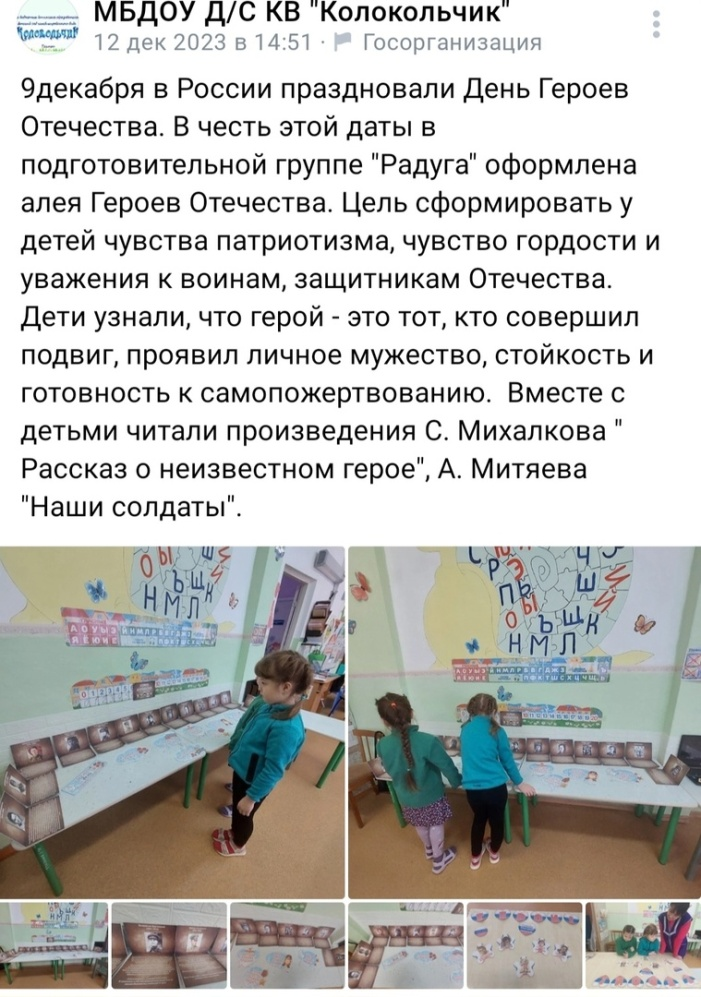 МБДОУ Д/С КВ "Колокольчик"
12 дек 2023 в 14:51 · Госорганизация
9декабря в России праздновали День Героев
Отечества. В честь этой даты в
подготовительной группе "Радуга" оформлена
алея Героев Отечества. Цель сформировать у
детей чувства патриотизма, чувство гордости и
уважения к воинам, защитникам Отечества.
Дети узнали, что герой - это тот, кто совершил
подвиг, проявил личное мужество, стойкость и
готовность к самопожертвованию.  Вместе с
детьми читали произведения С. Михалкова "
Рассказ о неизвестном герое", А. Митяева
"Наши солдаты".